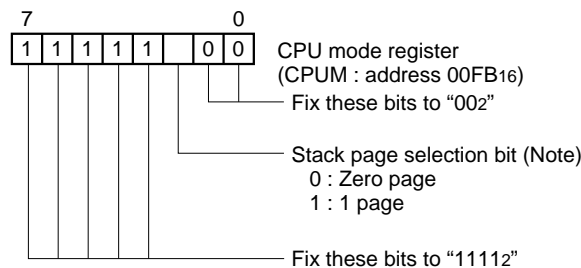 7 0
1 1 1 1 1 0 0
CPU mode register
(CPUM : address 00FB16)
Fix these bits to “002”
Stack page selection bit (Note)
0 : Zero page
1 : 1 page
Fix these bits to “11112”